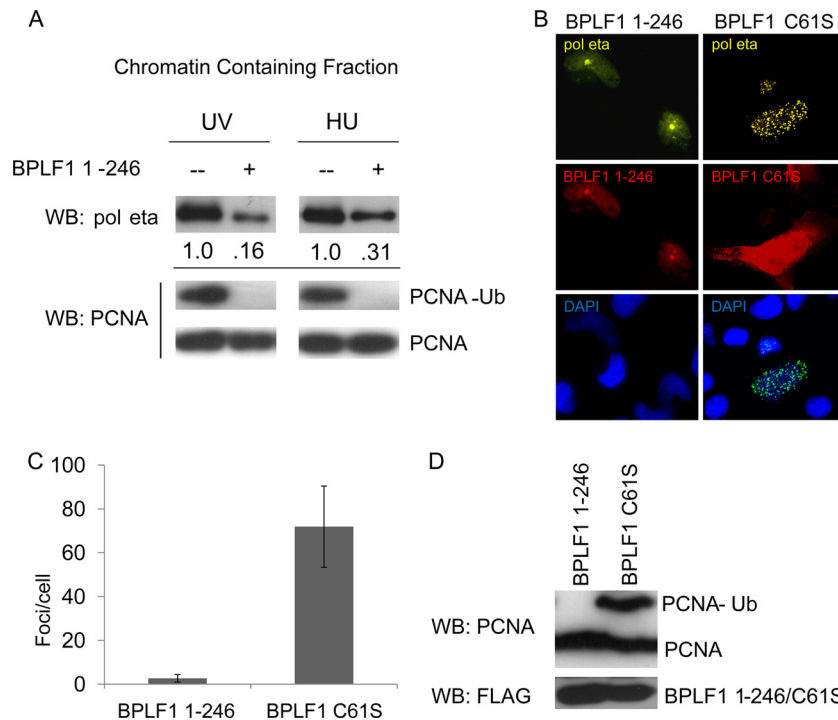 A
Chromatin Containing Fraction
UV HU
BPLF1 1-246 -- + -- +
WB: pol eta
1.0 .16 1.0 .31
WB: PCNA
PCNA-Ub
PCNA
B
BPLF1 1-246 BPLF1 C61S
pol eta pol eta
BPLF1 1-246 BPLF1 C61S
DAPI DAPI
C
Foci/cell
100
80
60
40
20
0
BPLF1 1-246 BPLF1 C61S
D
BPLF1 1-246
BPLF1 C61S
WB: PCNA
PCNA- Ub
PCNA
WB: FLAG BPLF1 1-246/C61S